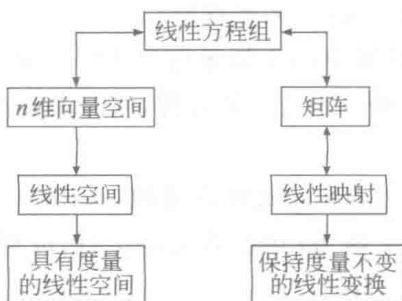 线性方程组
n维向量空间
矩阵
线性空间
线性映射
具有度量
的线性空间
保持度量不变
的线性变换